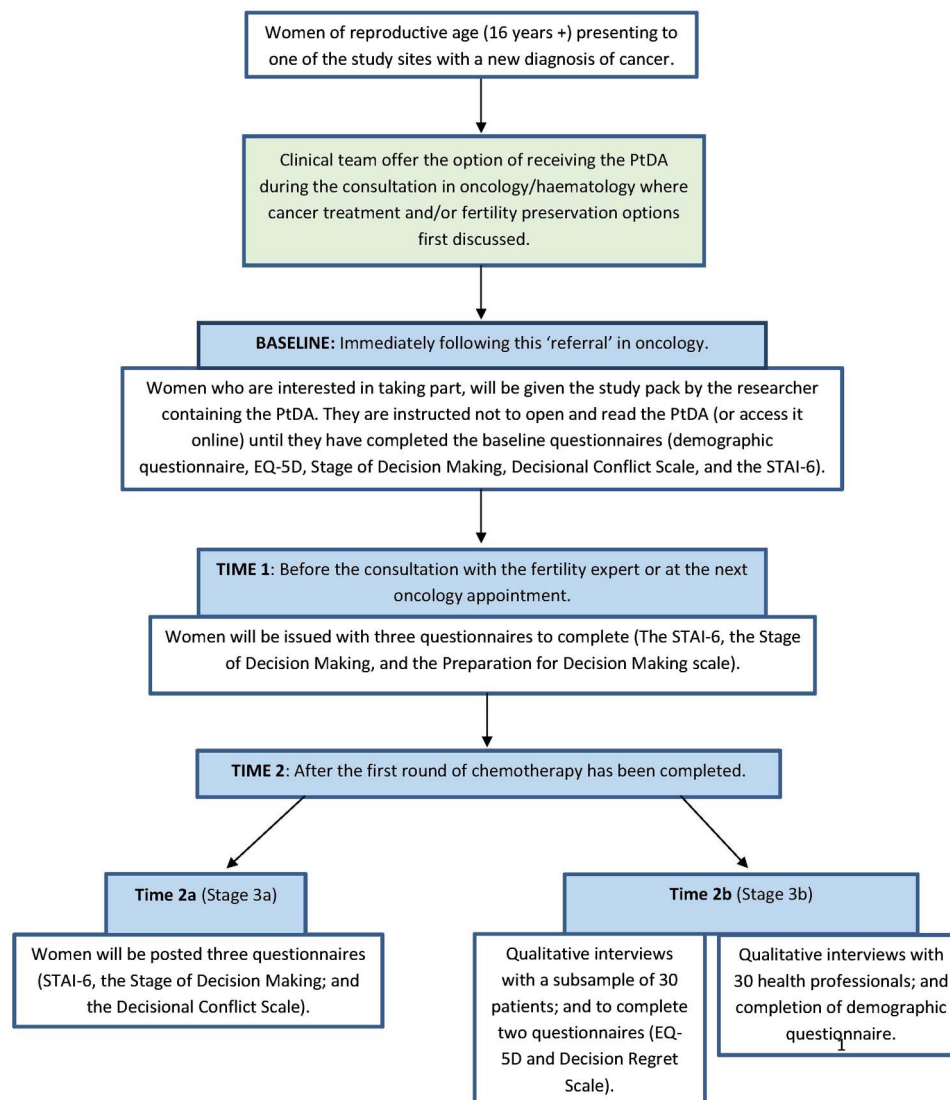 Women of reproductive age (16 years +) presenting to
one of the study sites with a new diagnosis of cancer.
Clinical team offer the option of receiving the PtDA
during the consultation in oncology/haematology where
cancer treatment and/or fertility preservation options
first discussed.
BASELINE: Immediately following this ‘referral’ in oncology.
Women who are interested in taking part, will be given the study pack by the researcher
containing the PtDA. They are instructed not to open and read the PtDA (or access it
online) until they have completed the baseline questionnaires (demographic
questionnaire, EQ-5D, Stage of Decision Making, Decisional Conflict Scale, and the STAI-6).
TIME 1: Before the consultation with the fertility expert or at the next
oncology appointment.
Women will be issued with three questionnaires to complete (The STAI-6, the Stage
of Decision Making, and the Preparation for Decision Making scale).
TIME 2: After the first round of chemotherapy has been completed.
Time 2a (Stage 3a)
Women will be posted three questionnaires
(STAI-6, the Stage of Decision Making; and
the Decisional Conflict Scale).
Time 2b (Stage 3b)
Qualitative interviews
with a subsample of 30
patients; and to complete
two questionnaires (EQ-
5D and Decision Regret
Scale).
Qualitative interviews with
30 health professionals; and
completion of demographic
questionnaire.
1